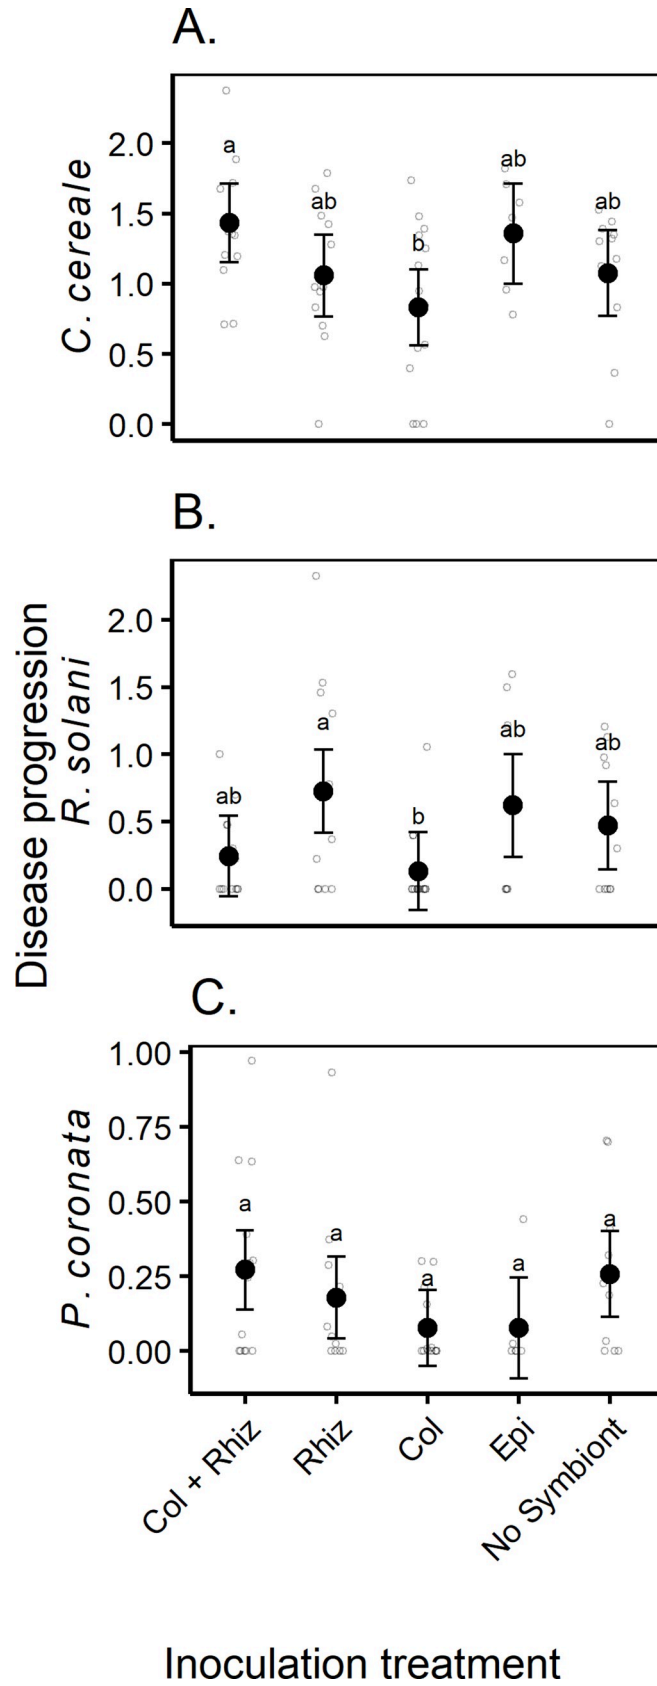 A.
C. cereale
2.0
1.5
1.0
0.5
0.0
a
ab
b
ab
ab
B.
Disease progression
R. solani
2.0
1.5
1.0
0.5
0.0
ab
a
b
ab
ab
C.
P. coronata
1.00
0.75
0.50
0.25
0.00
a
a
a
a
a
Col + Rhiz
Rhiz
Col
Epi
No Symbiont
Inoculation treatment